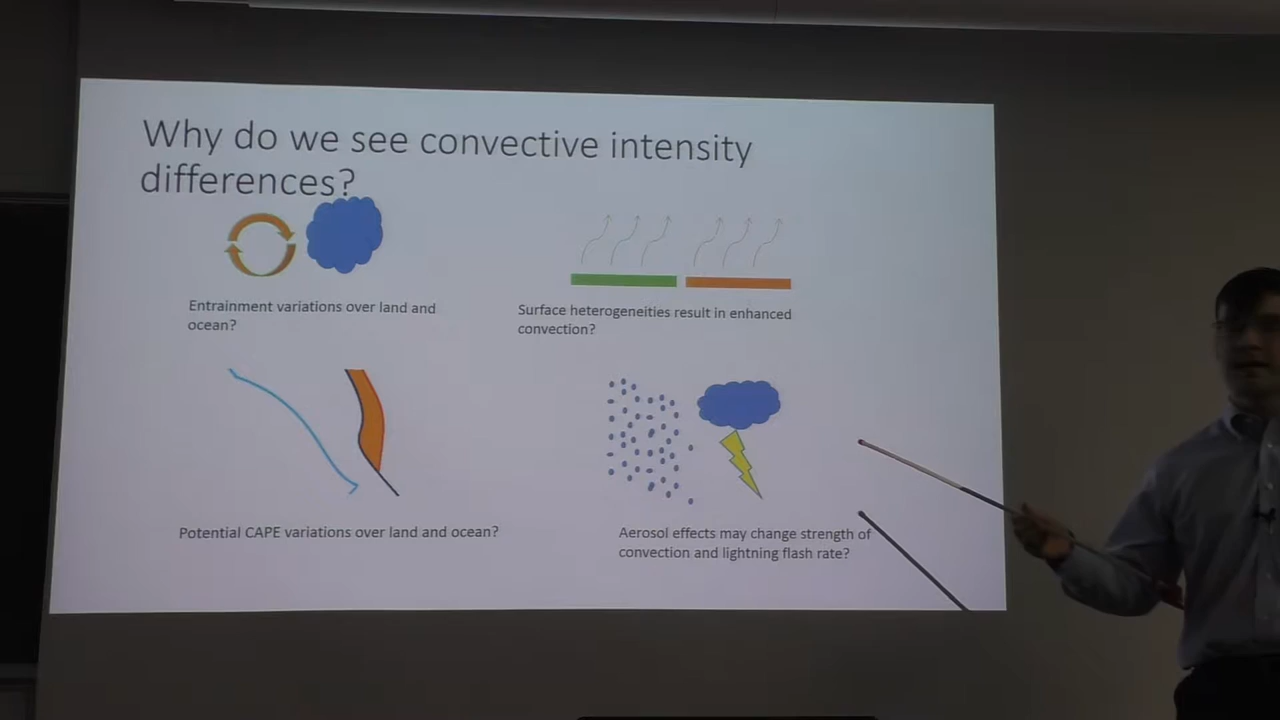 Why do we see convective intensity
differences?
Entrainment variations over land and
ocean?
Surface heterogeneities result in enhanced
convection?
Potential CAPE variations over land and ocean?
Aerosol effects may change strength of
convection and lightning flash rate?